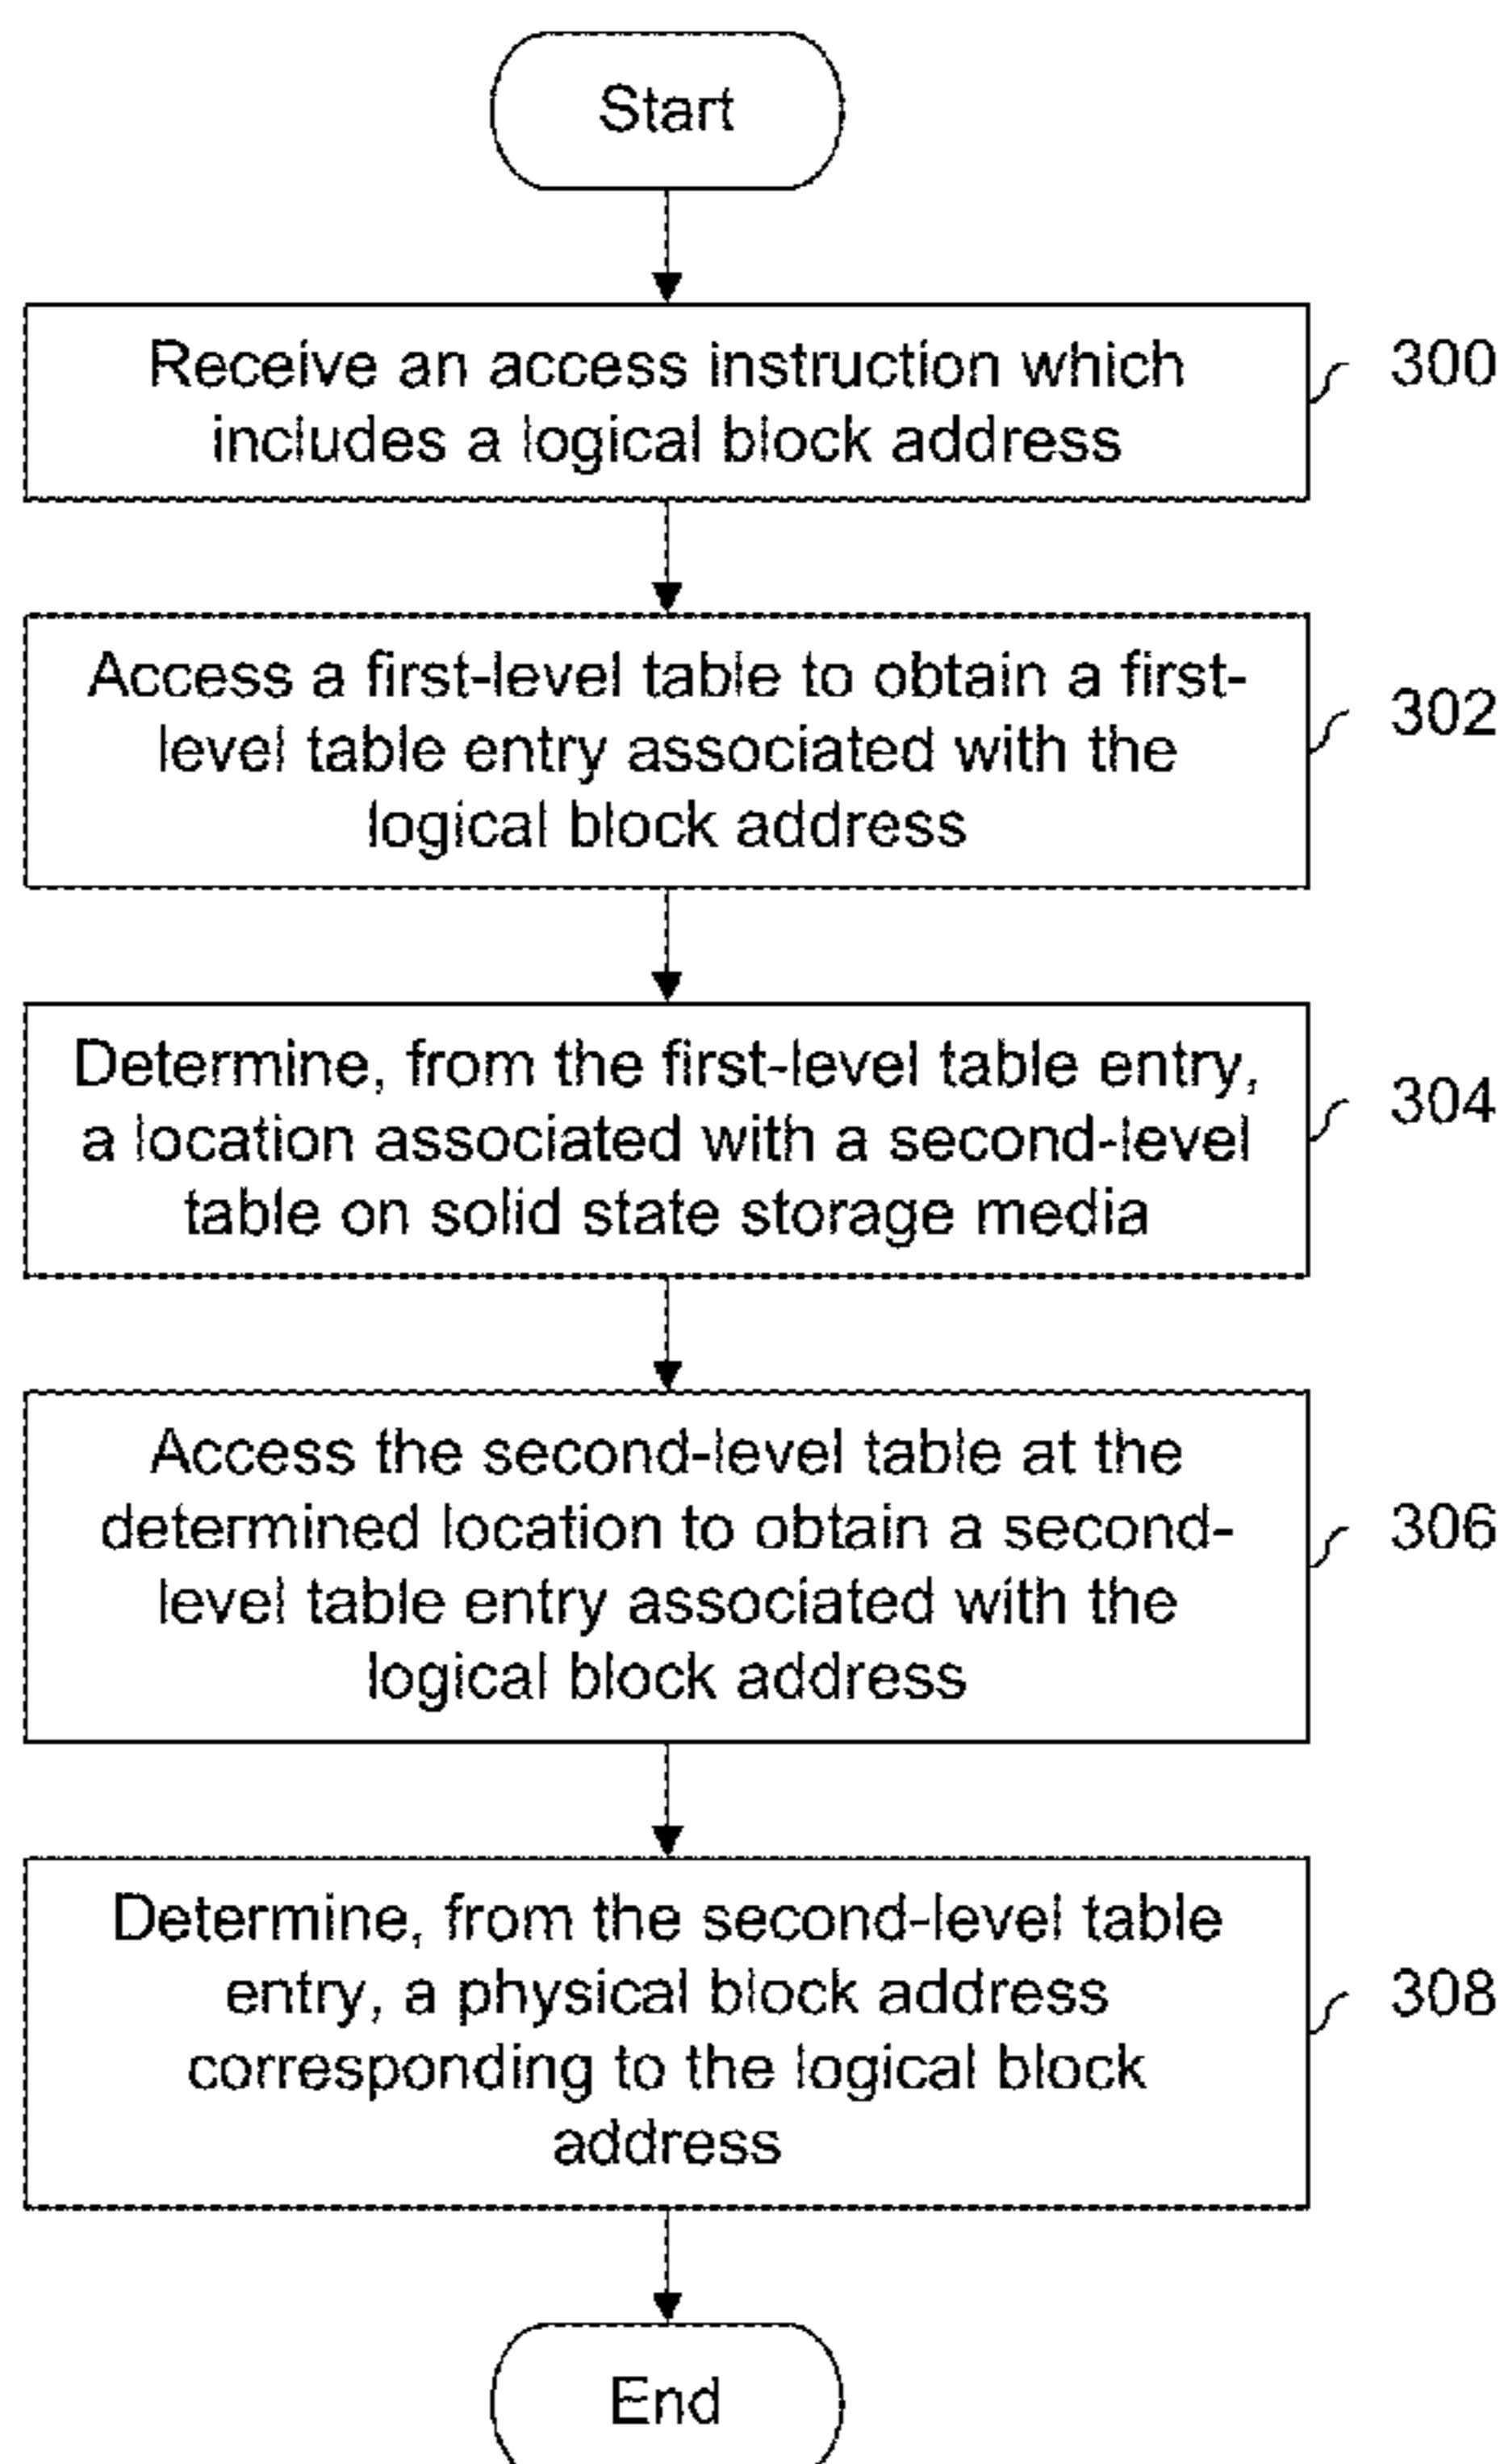 Start
Receive an access instruction which
includes a logical block address
300
Access a first-level table to obtain a first-
level table entry associated with the
logical block address
302
Determine, from the first-level table entry,
a location associated with a second-level
table on solid state storage media
304
Access the second-level table at the
determined location to obtain a second-
level table entry associated with the
logical block address
306
Determine, from the second-level table
entry, a physical block address
corresponding to the logical block
address
308
End